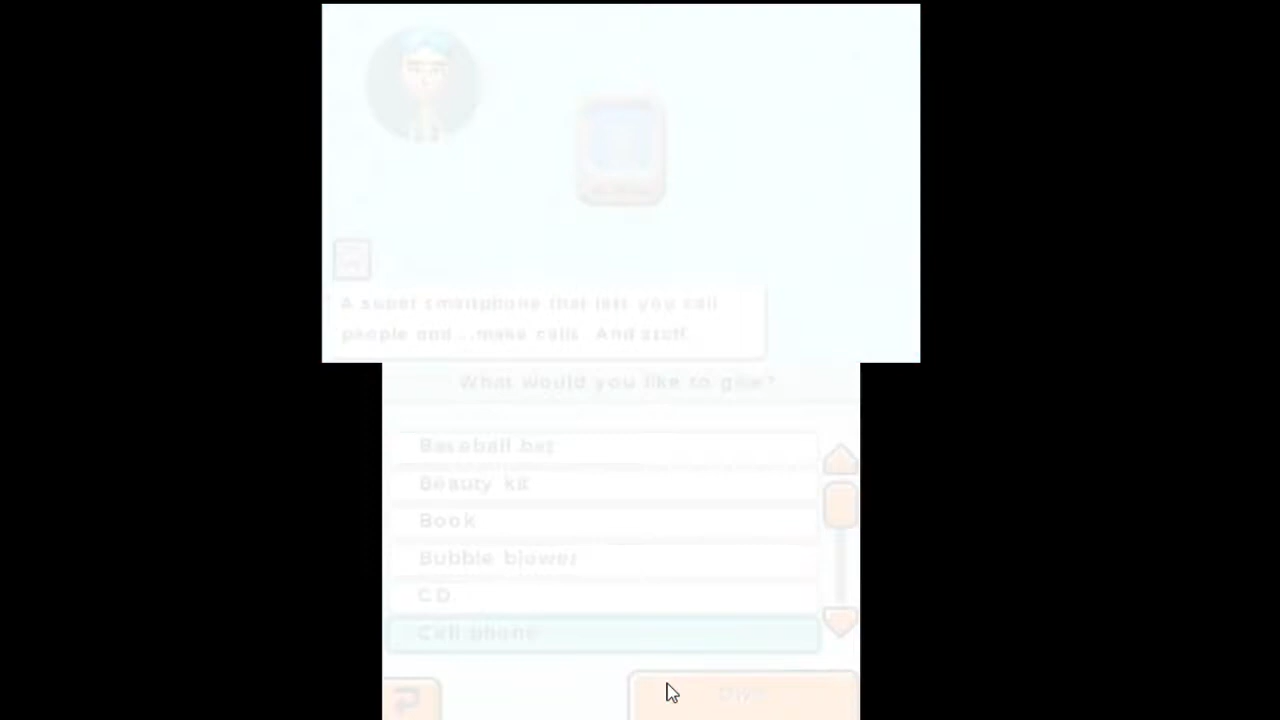 A super smartphone that lets you call
people and...make calls. And stuff.
What would you like to give?
Baseball bat
Beauty kit
Book
Bubble blower
CD
Cell phone
Give